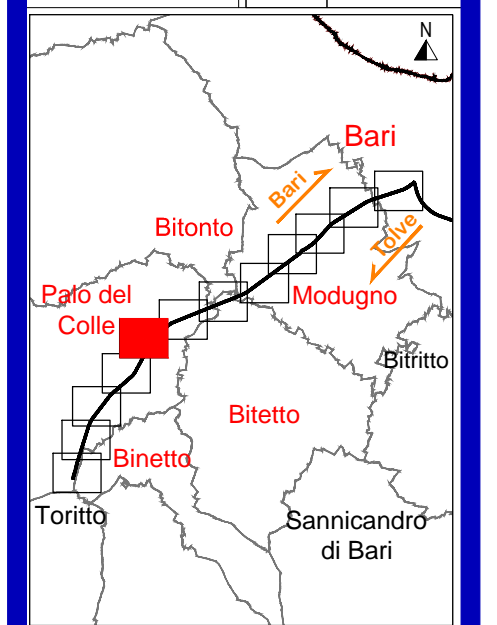 N
Bari
Bari
Bitonto
Tolve
Palo del
Colle
Modugno
Bitritto
Bitetto
Binetto
Toritto
Sannicandro
di Bari